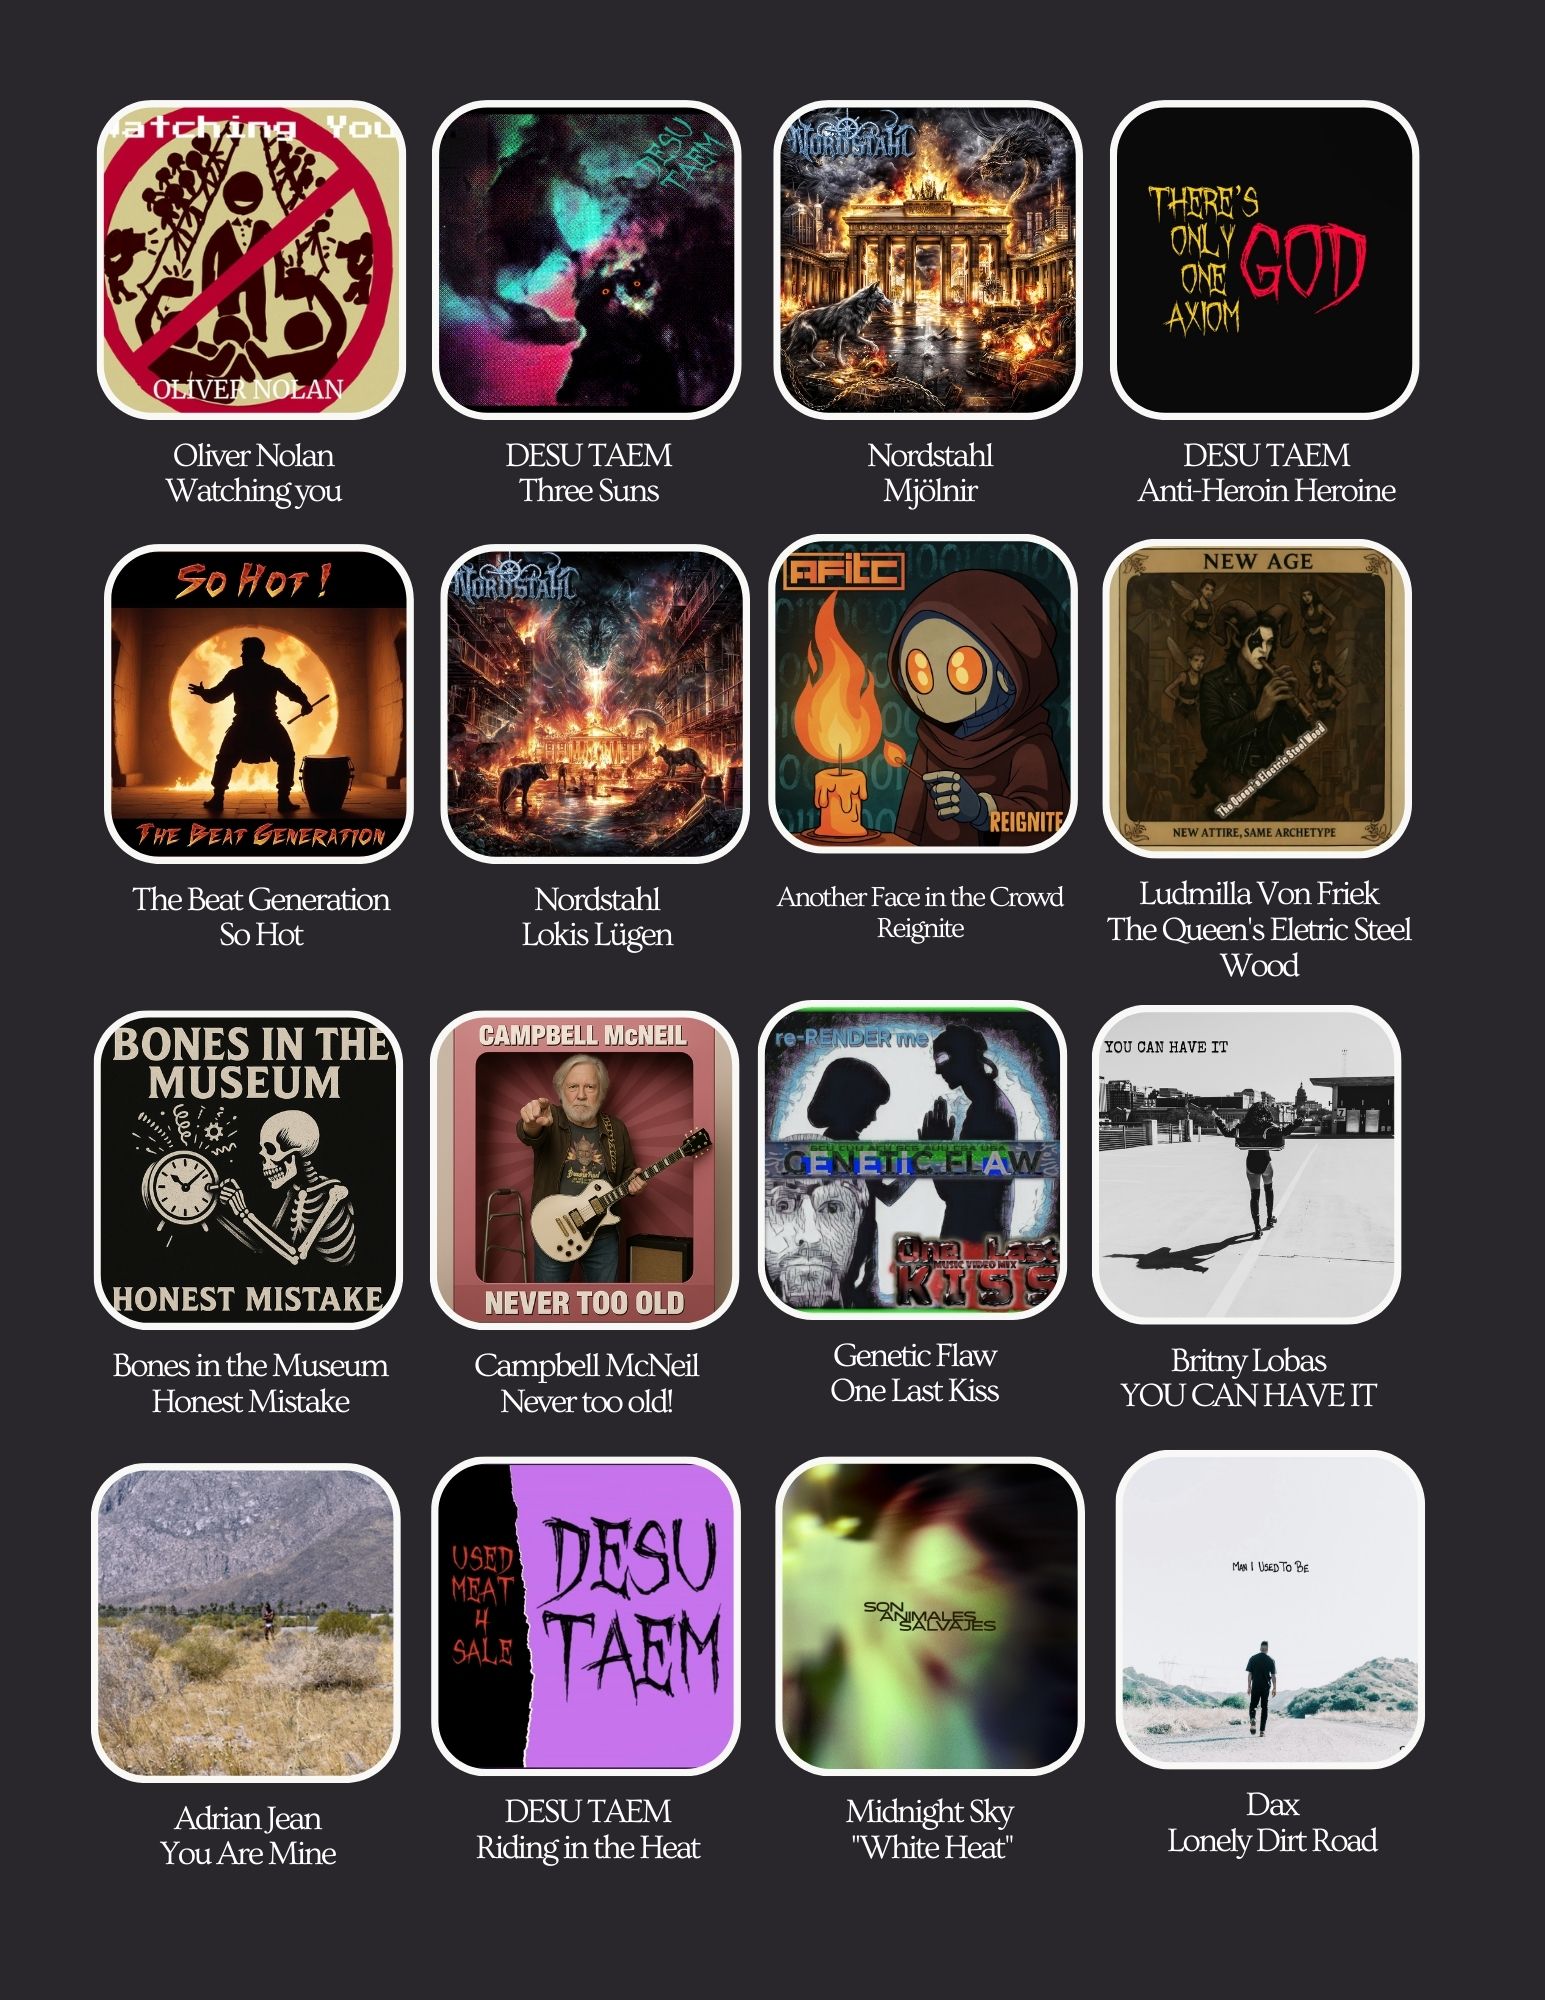 Watching You
OLIVER NOLAN
DESU
TAEM
NORDSTAHL
THERE'S
ONLY
ONE
AXIOM
GOD
Oliver Nolan
Watching you
DESU TAEM
Three Suns
Nordstahl
Mjölnir
DESU TAEM
Anti-Heroin Heroine
SO HOT!
THE BEAT GENERATION
NORDSTAHL
AFITC
REIGNITE
NEW AGE
The Queen's Electric Steel Wood
NEW ATTIRE, SAME ARCHETYPE
The Beat Generation
So Hot
Nordstahl
Lokis Lügen
Another Face in the Crowd
Reignite
Ludmilla Von Friek
The Queen's Eletric Steel
Wood
BONES IN THE
MUSEUM
HONEST MISTAKE
CAMPBELL McNEIL
NEVER TOO OLD
re-RENDER me
GENETIC FLAW
One Last
MUSIC VIDEO MIX
KISS
YOU CAN HAVE IT
Bones in the Museum
Honest Mistake
Campbell McNeil
Never too old!
Genetic Flaw
One Last Kiss
Britny Lobas
YOU CAN HAVE IT
USED
MEAT
4
SALE
DESU
TAEM
SON
ANIMALES
SALVAJES
MAN I USED TO BE
Adrian Jean
You Are Mine
DESU TAEM
Riding in the Heat
Midnight Sky
"White Heat"
Dax
Lonely Dirt Road